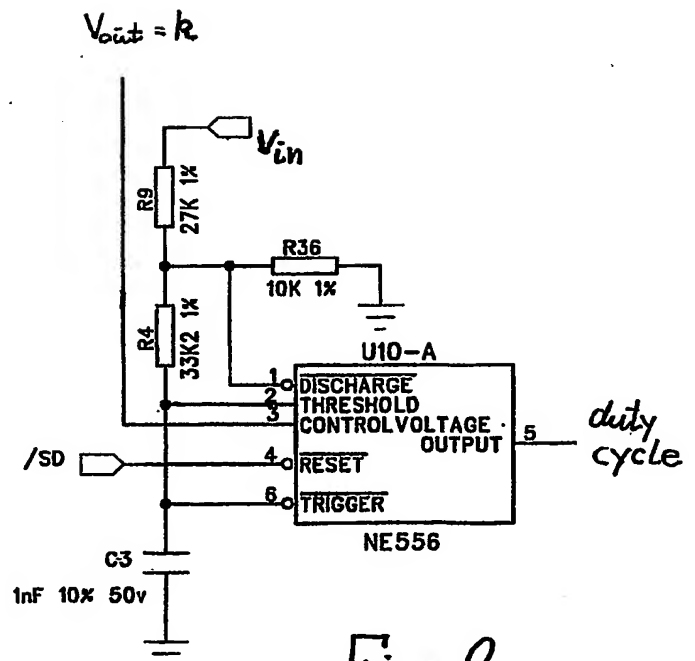 Vout = k
Vin
R9
27K 1%
R36
10K 1%
R4
33K2 1%
U10-A
1 DISCHARGE
2 THRESHOLD
3 CONTROLVOLTAGE
OUTPUT 5
duty
cycle
/SD
4 RESET
6 TRIGGER
NE556
C3
1nF 10% 50v